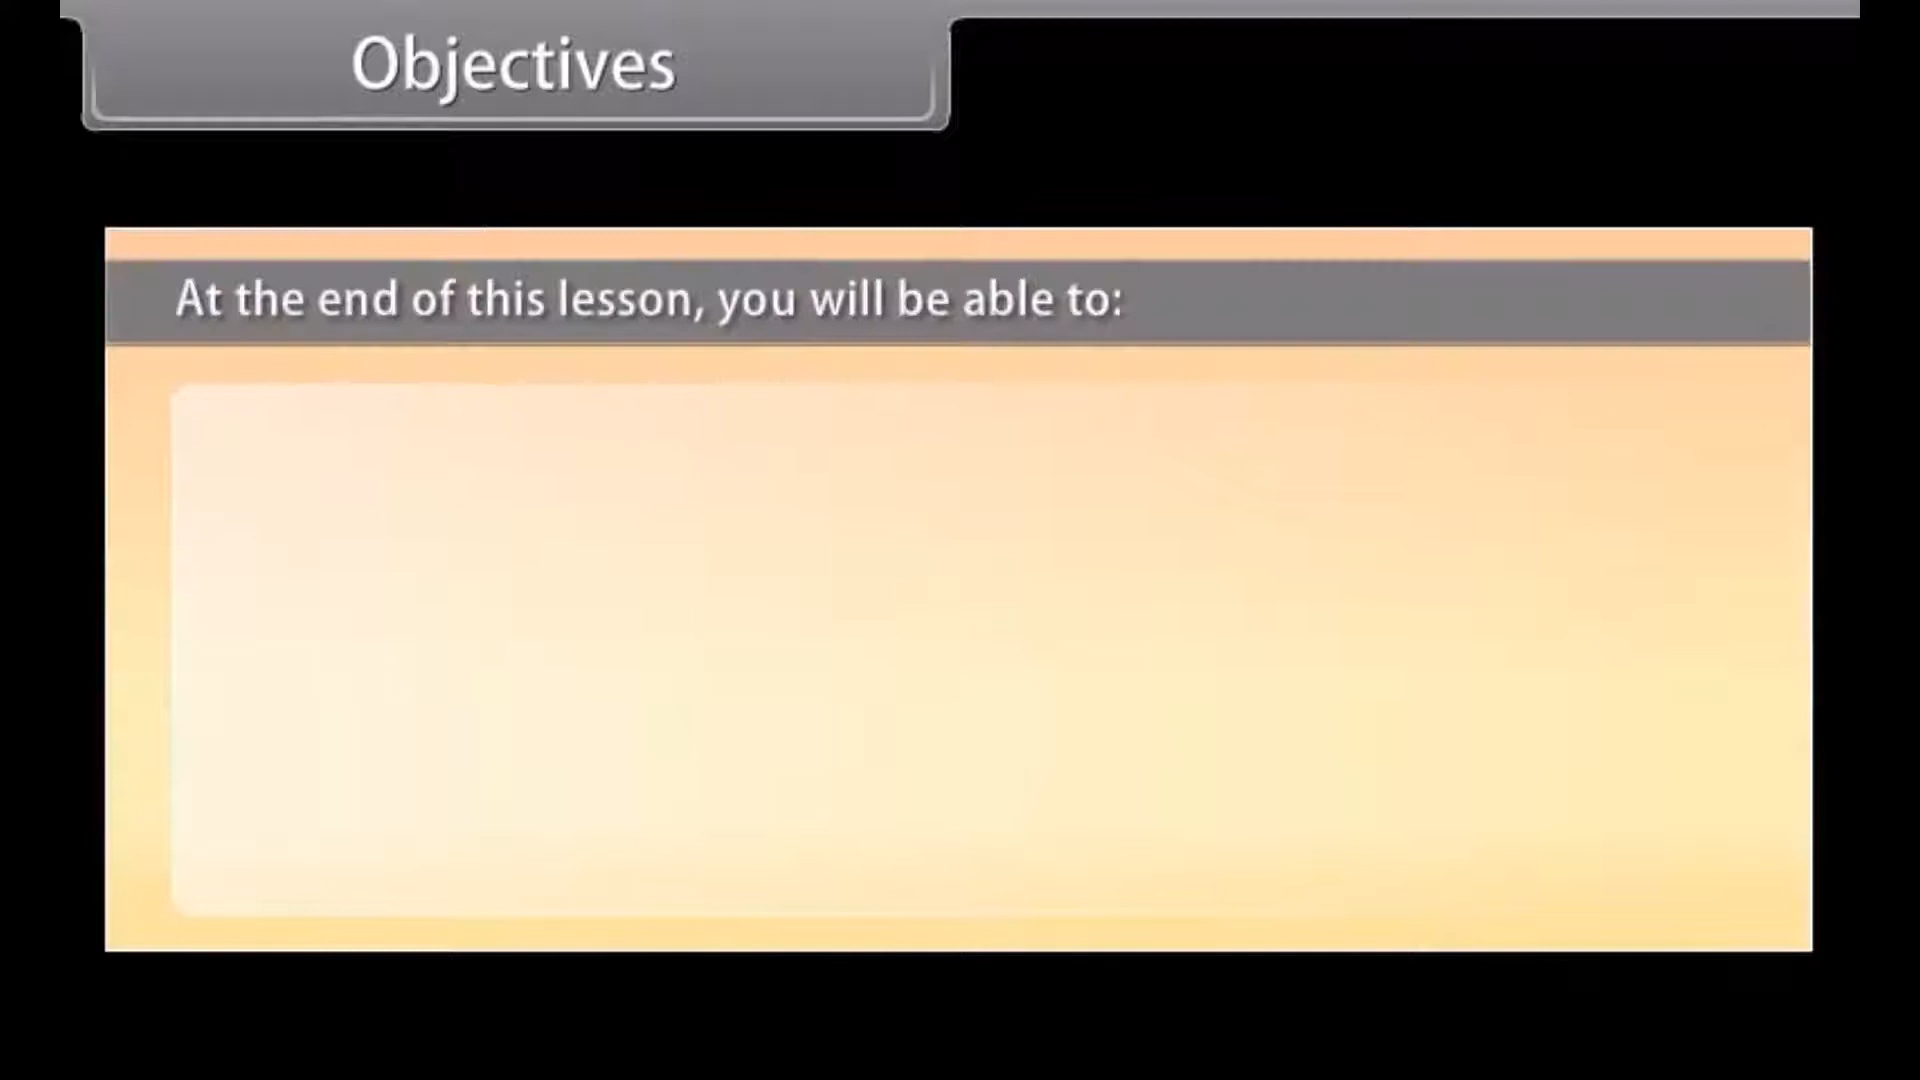 Objectives
At the end of this lesson, you will be able to: